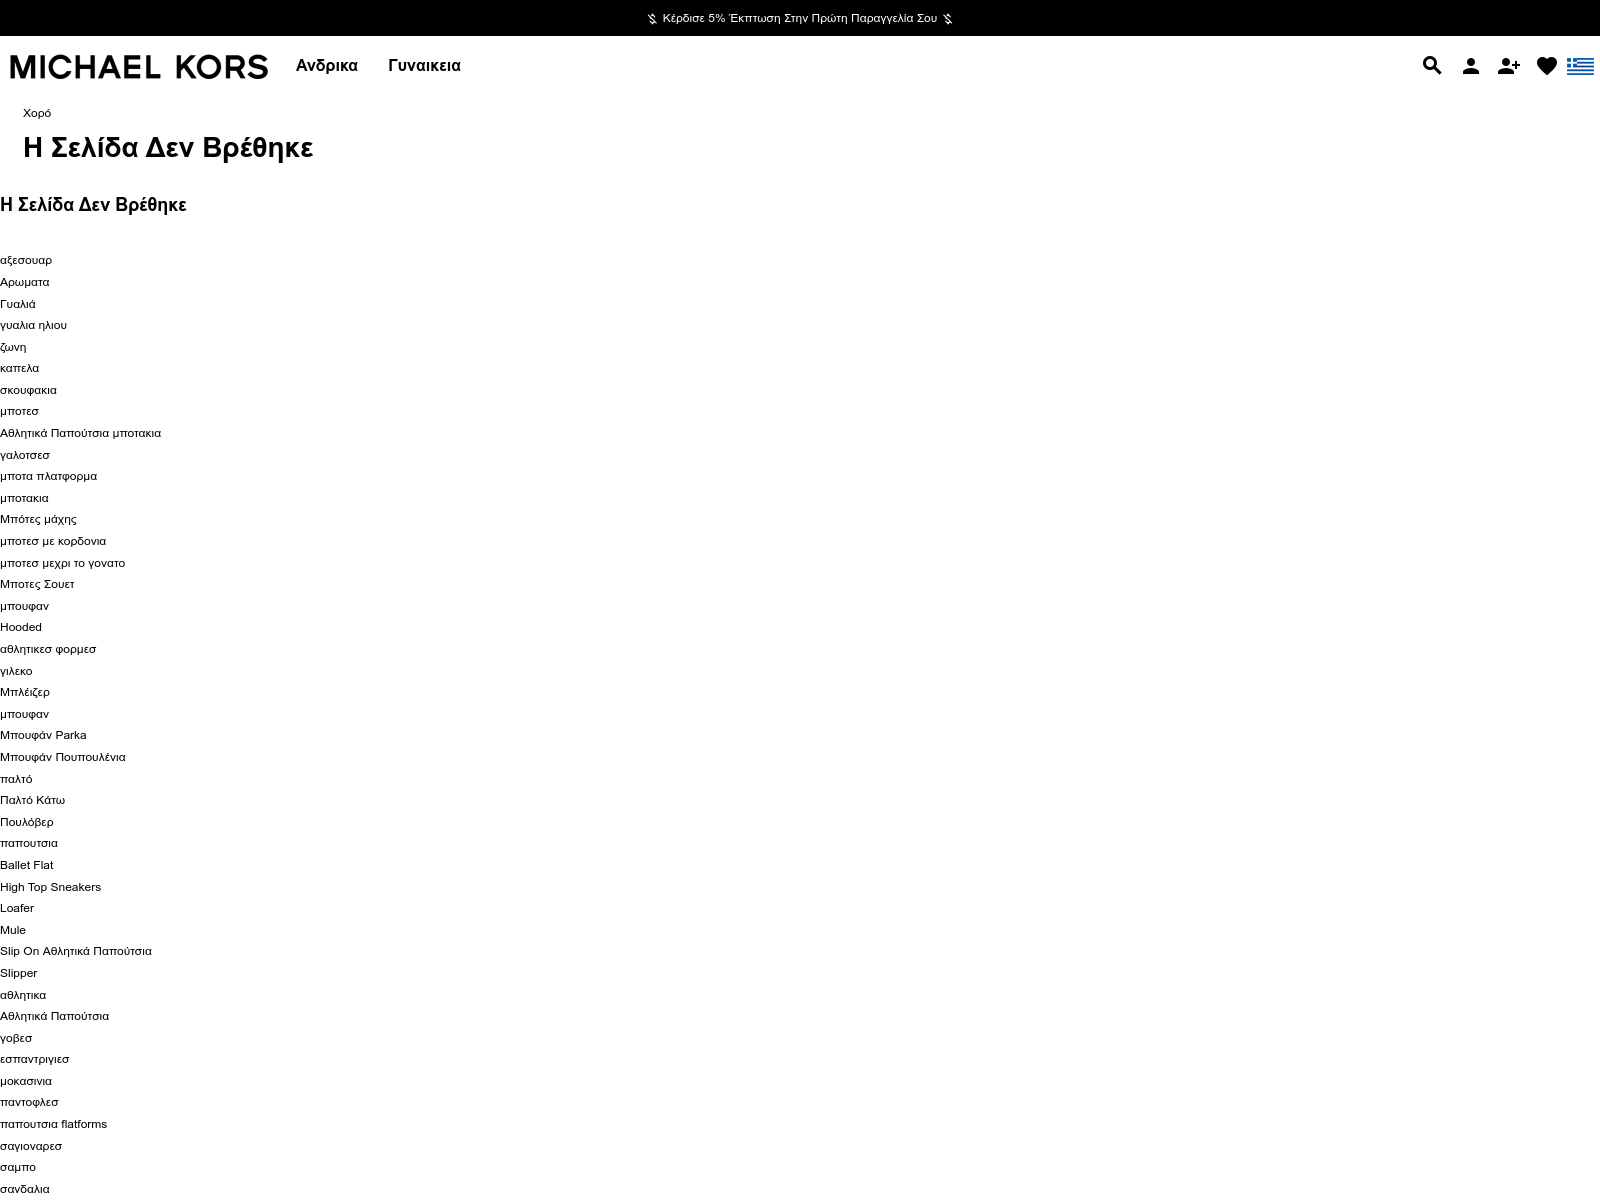 Κέρδισε 5% Έκπτωση Στην Πρώτη Παραγγελία Σου
MICHAEL KORS Ανδρικα Γυναικεια
Χορό
Η Σελίδα Δεν Βρέθηκε
Η Σελίδα Δεν Βρέθηκε
αξεσουαρ
Αρωματα
Γυαλιά
γυαλια ηλιου
ζωνη
καπελα
σκουφακια
μποτεσ
Αθλητικά Παπούτσια μποτακια
γαλοτσεσ
μποτα πλατφορμα
μποτακια
Μπότες μάχης
μποτεσ με κορδονια
μποτεσ μεχρι το γονατο
Μποτες Σουετ
μπουφαν
Hooded
αθλητικεσ φορμεσ
γιλεκο
Μπλέιζερ
μπουφαν
Μπουφάν Parka
Μπουφάν Πουπουλένια
παλτό
Παλτό Κάτω
Πουλόβερ
παπουτσια
Ballet Flat
High Top Sneakers
Loafer
Mule
Slip On Αθλητικά Παπούτσια
Slipper
αθλητικα
Αθλητικά Παπούτσια
γοβεσ
εσπαντριγιεσ
μοκασινια
παντοφλεσ
παπουτσια flatforms
σαγιοναρεσ
σαμπο
σανδαλια